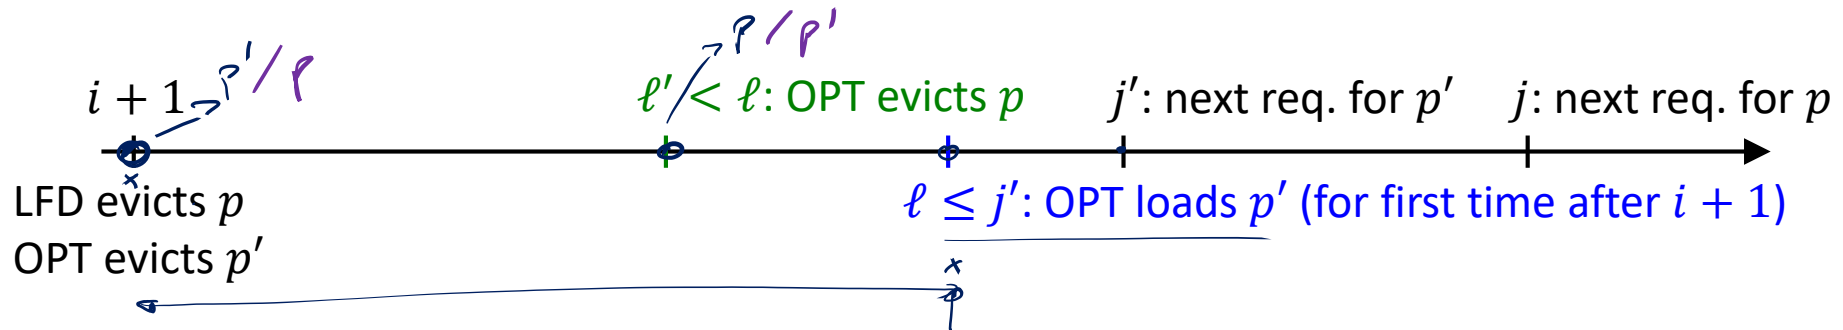 p'/p
p/p'
i + 1
ℓ' < ℓ: OPT evicts p
j': next req. for p'
j: next req. for p
LFD evicts p
OPT evicts p'
ℓ ≤ j': OPT loads p' (for first time after i + 1)